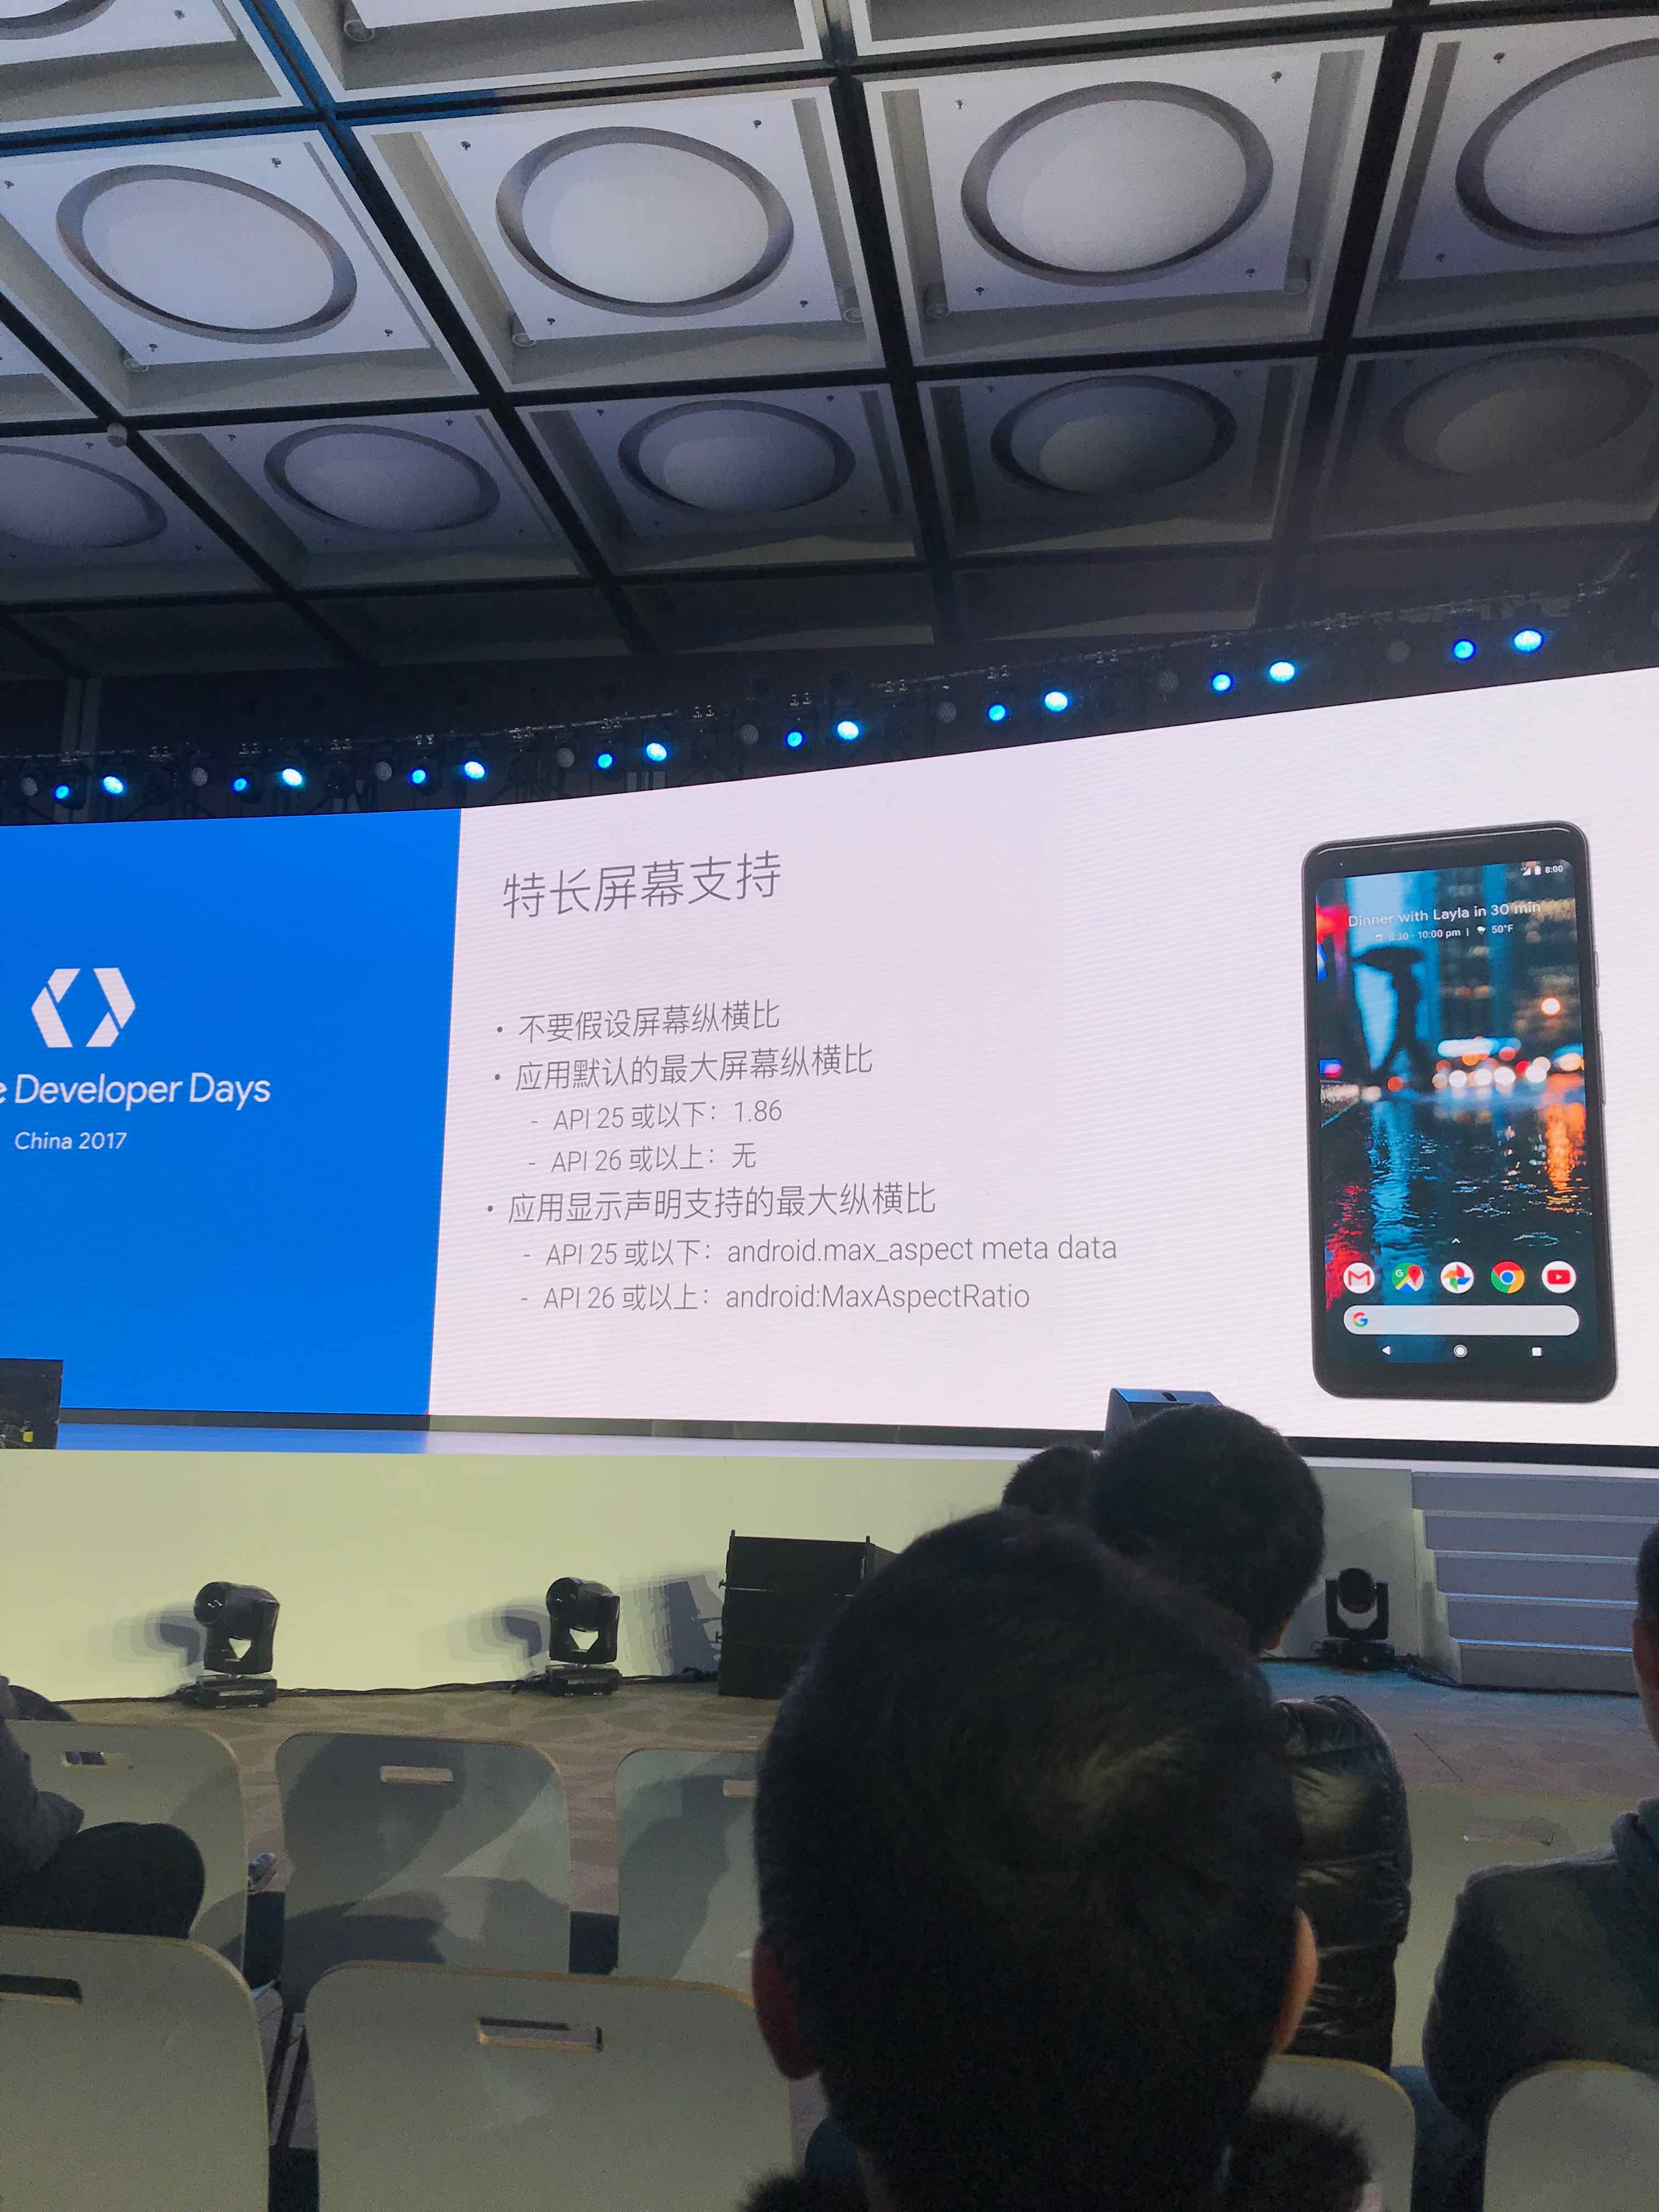 e Developer Days
China 2017
特长屏幕支持
• 不要假设屏幕纵横比
• 应用默认的最大屏幕纵横比
- API 25 或以下：1.86
- API 26 或以上：无
• 应用显示声明支持的最大纵横比
- API 25 或以下：android.max_aspect meta data
- API 26 或以上：android:MaxAspectRatio
8:00
Dinner with Layla in 30 min
8:30 - 10:00 pm | 50°F